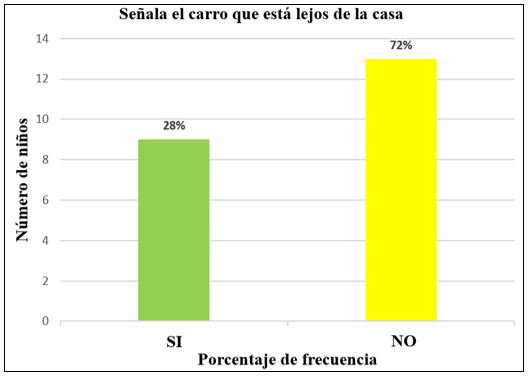 Señala el carro que está lejos de la casa
14
12
10
8
6
4
2
0
Número de niños
28%
72%
SI
NO
Porcentaje de frecuencia